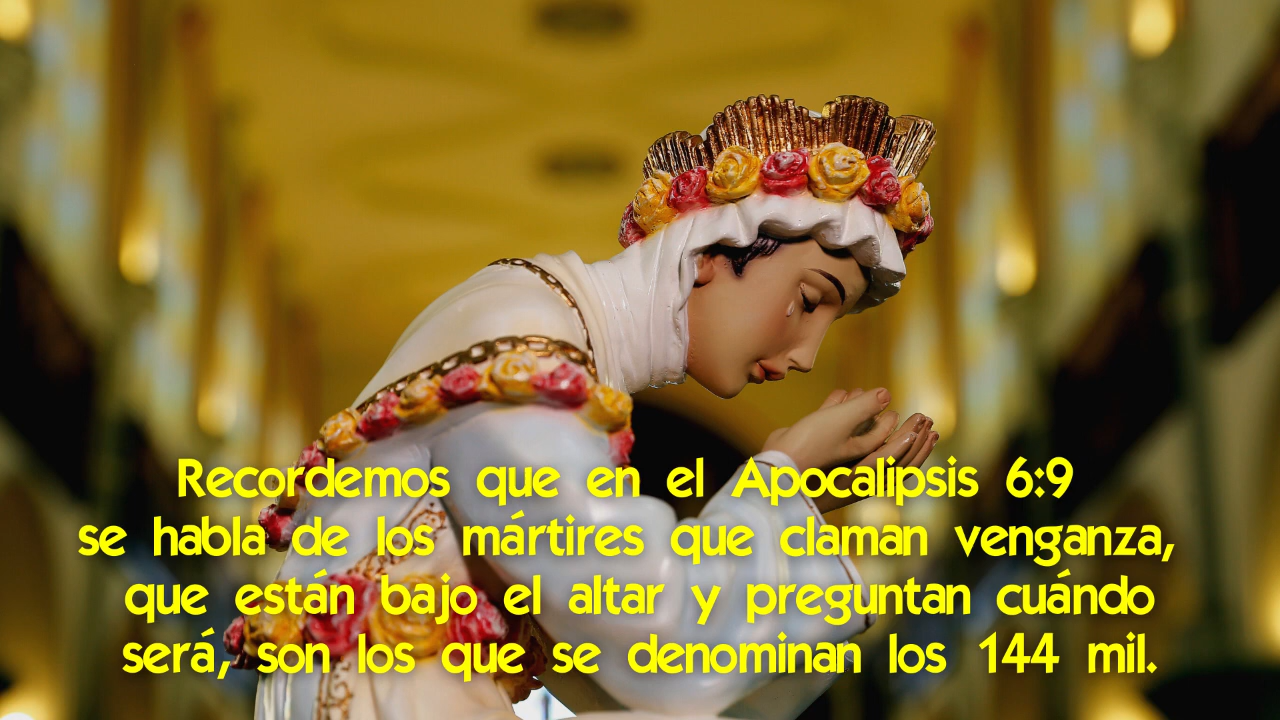 Recordemos que en el Apocalipsis 6:9
se habla de los mártires que claman venganza,
que están bajo el altar y preguntan cuándo
será, son los que se denominan los 144 mil.